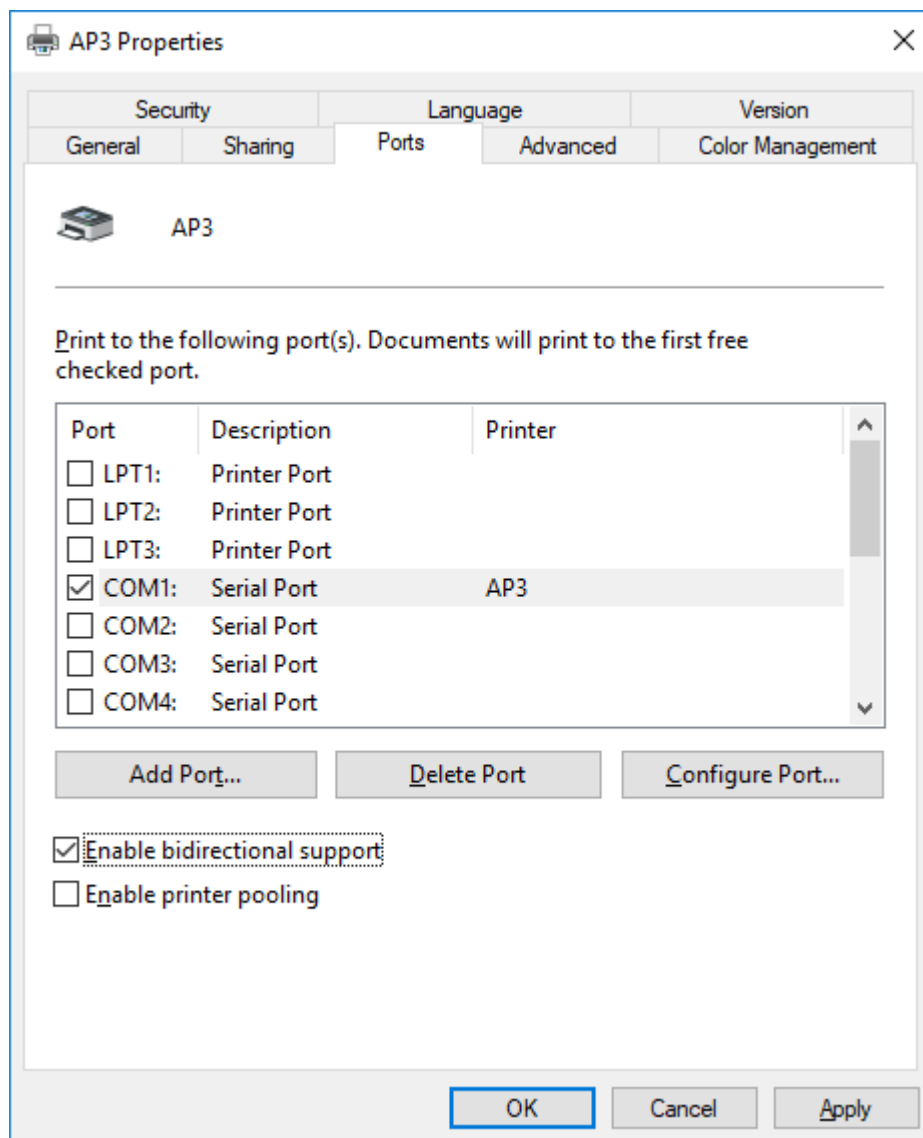 AP3 Properties
Security Language Version
General Sharing Ports Advanced Color Management
AP3
Print to the following port(s). Documents will print to the first free
checked port.
Port Description Printer
LPT1: Printer Port
LPT2: Printer Port
LPT3: Printer Port
COM1: Serial Port AP3
COM2: Serial Port
COM3: Serial Port
COM4: Serial Port
Add Port... Delete Port Configure Port...
Enable bidirectional support
Enable printer pooling
OK Cancel Apply